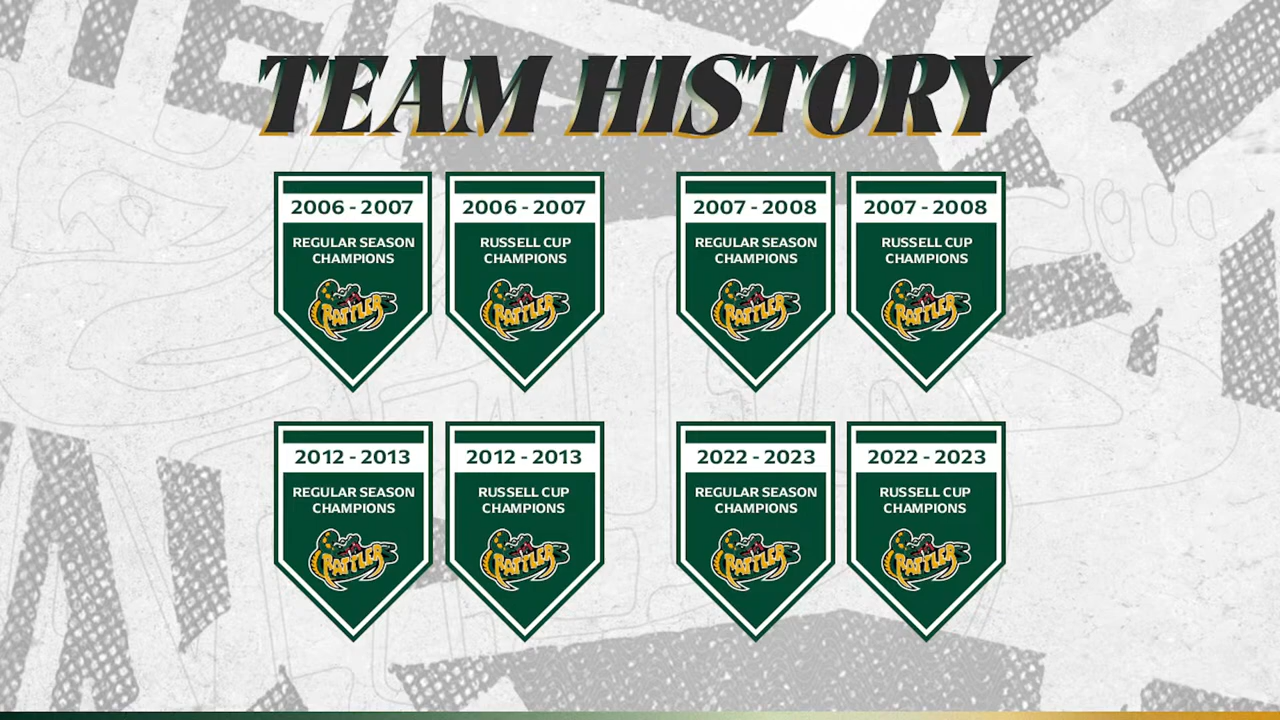 TEAM HISTORY
2006 - 2007
REGULAR SEASON
CHAMPIONS
RATTLERS
2006 - 2007
RUSSELL CUP
CHAMPIONS
RATTLERS
2007 - 2008
REGULAR SEASON
CHAMPIONS
RATTLERS
2007 - 2008
RUSSELL CUP
CHAMPIONS
RATTLERS
2012 - 2013
REGULAR SEASON
CHAMPIONS
RATTLERS
2012 - 2013
RUSSELL CUP
CHAMPIONS
RATTLERS
2022 - 2023
REGULAR SEASON
CHAMPIONS
RATTLERS
2022 - 2023
RUSSELL CUP
CHAMPIONS
RATTLERS